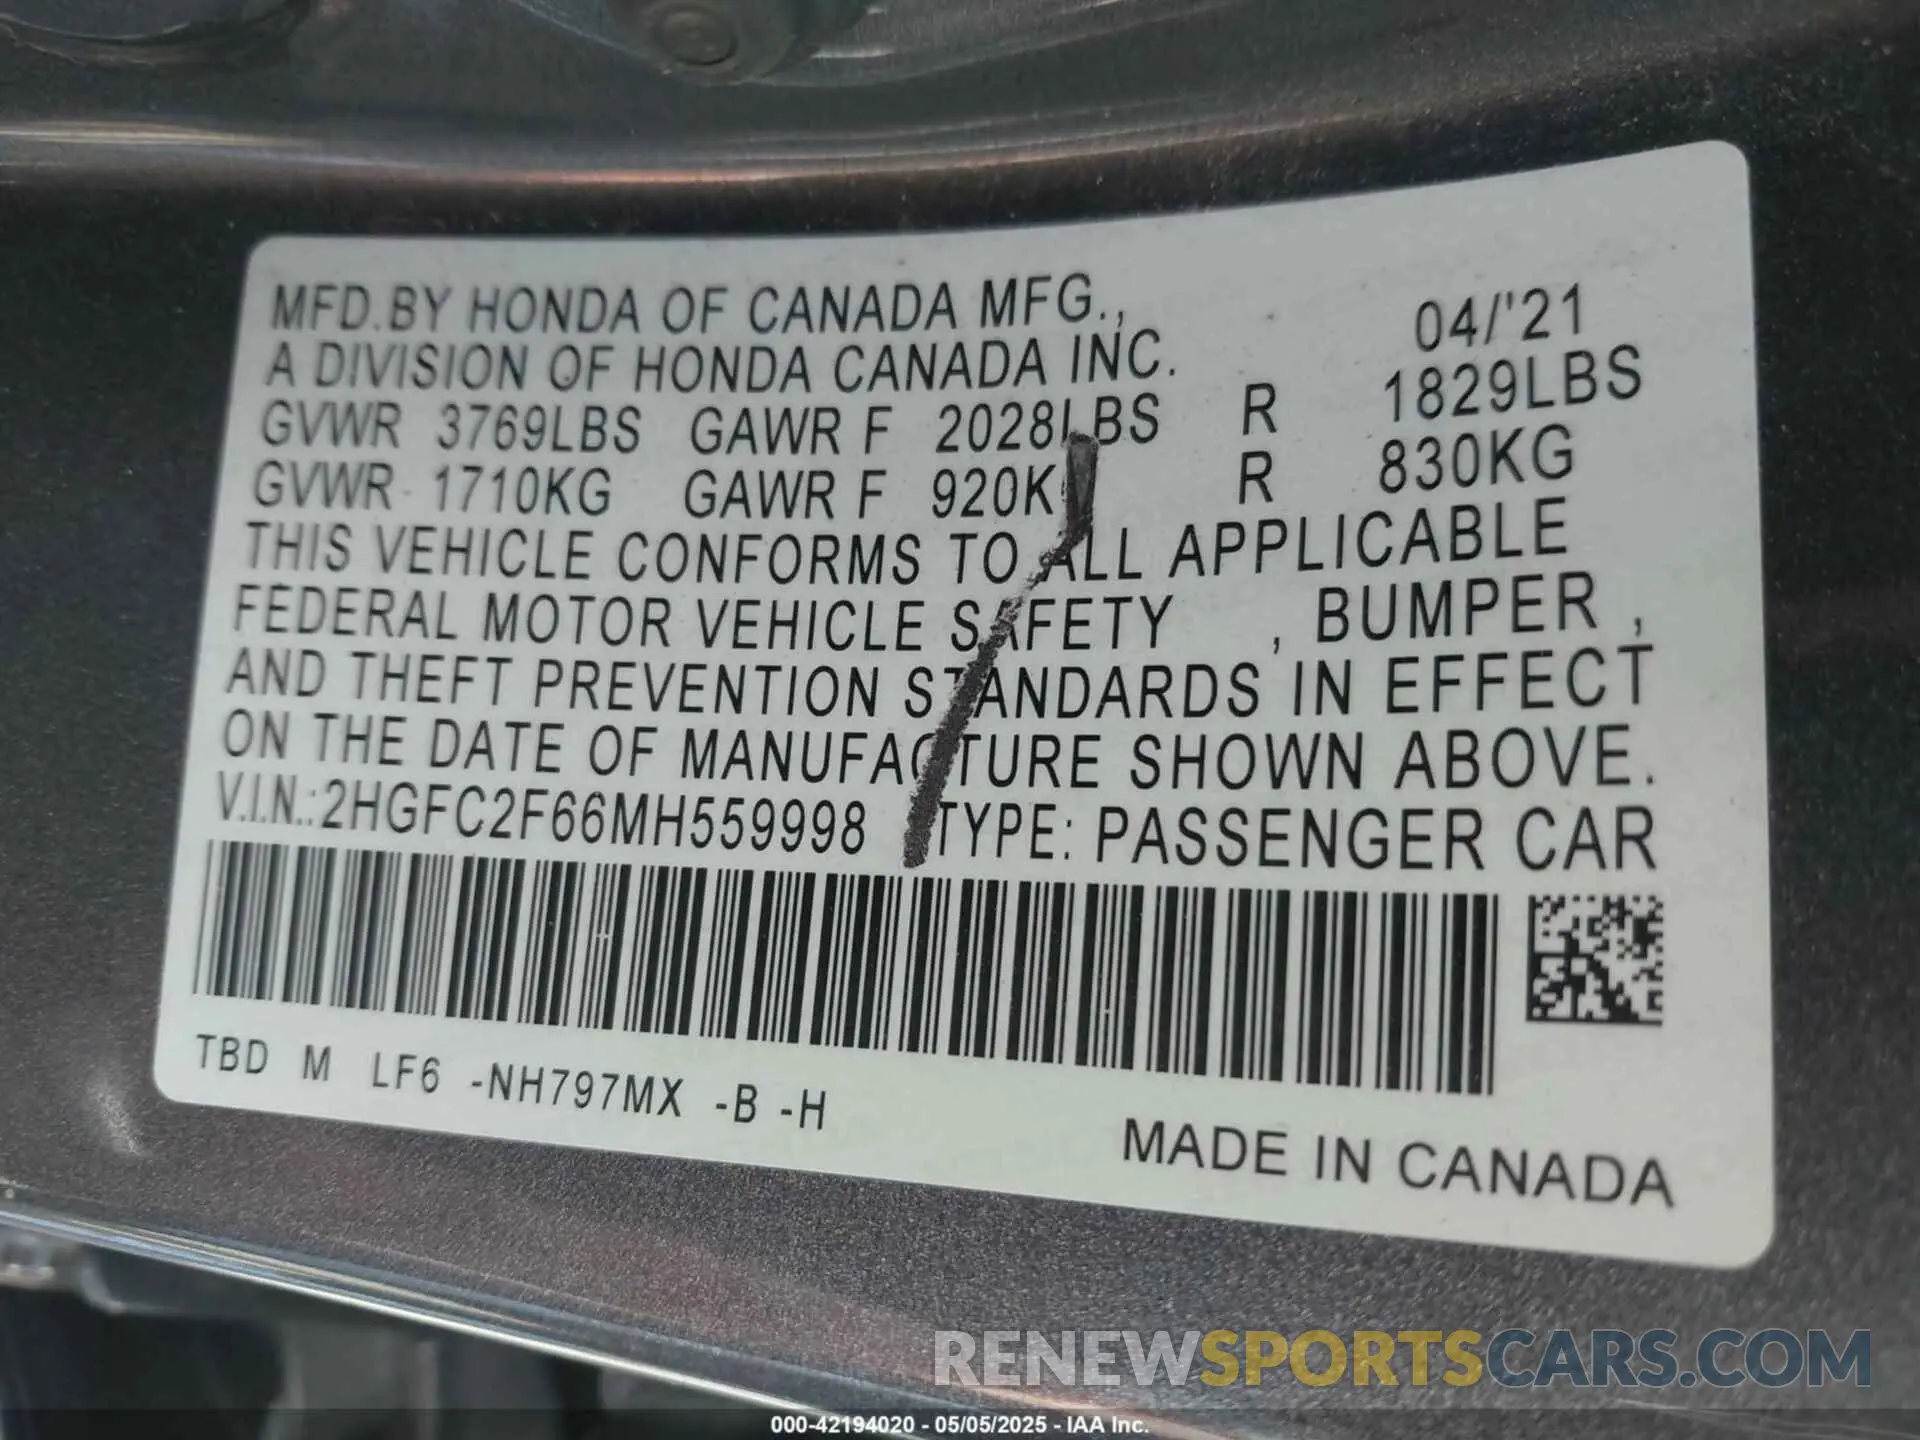 MFD.BY HONDA OF CANADA MFG., 04/'21
A DIVISION OF HONDA CANADA INC.
GVWR 3769LBS GAWR F 2028LBS R 1829LBS
GVWR 1710KG GAWR F 920K R 830KG
THIS VEHICLE CONFORMS TO ALL APPLICABLE
FEDERAL MOTOR VEHICLE SAFETY , BUMPER ,
AND THEFT PREVENTION STANDARDS IN EFFECT
ON THE DATE OF MANUFACTURE SHOWN ABOVE.
V.I.N.:2HGFC2F66MH559998 TYPE: PASSENGER CAR
TBD M LF6 -NH797MX -B -H
MADE IN CANADA
RENEWSPORTSCARS.COM
000-42194020 - 05/05/2025 - IAA Inc.